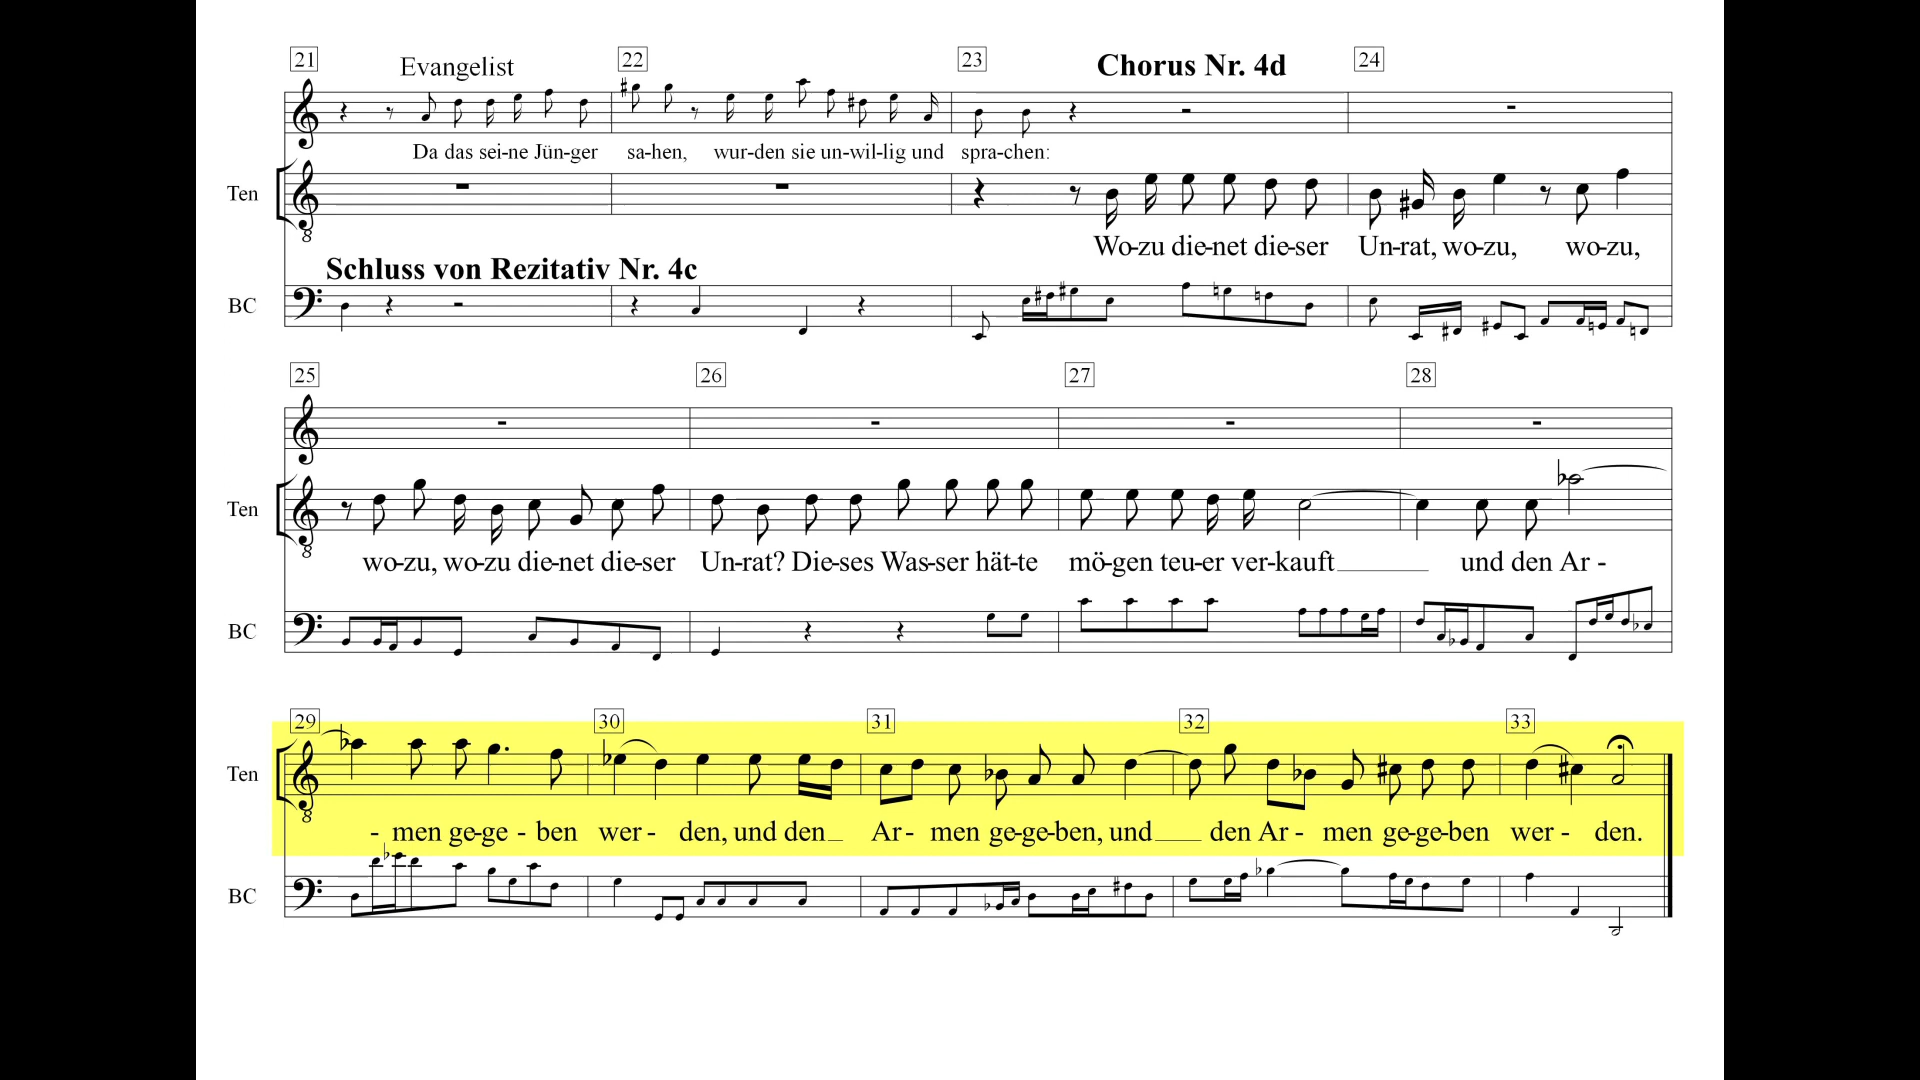 21 Evangelist 22 23 Chorus Nr. 4d 24
Da das sei-ne Jün-ger sa-hen, wur-den sie un-wil-lig und spra-chen:
Ten
8
Wo-zu die-net die-ser Un-rat, wo-zu, wo-zu,
Schluss von Rezitativ Nr. 4c
BC
25 26 27 28
Ten
8
wo-zu, wo-zu die-net die-ser Un-rat? Die-ses Was-ser hät-te mö-gen teu-er ver-kauft und den Ar -
BC
29 30 31 32 33
Ten
8
- men ge-ge - ben wer - den, und den Ar - men ge-ge-ben, und den Ar - men ge-ge-ben wer - den.
BC